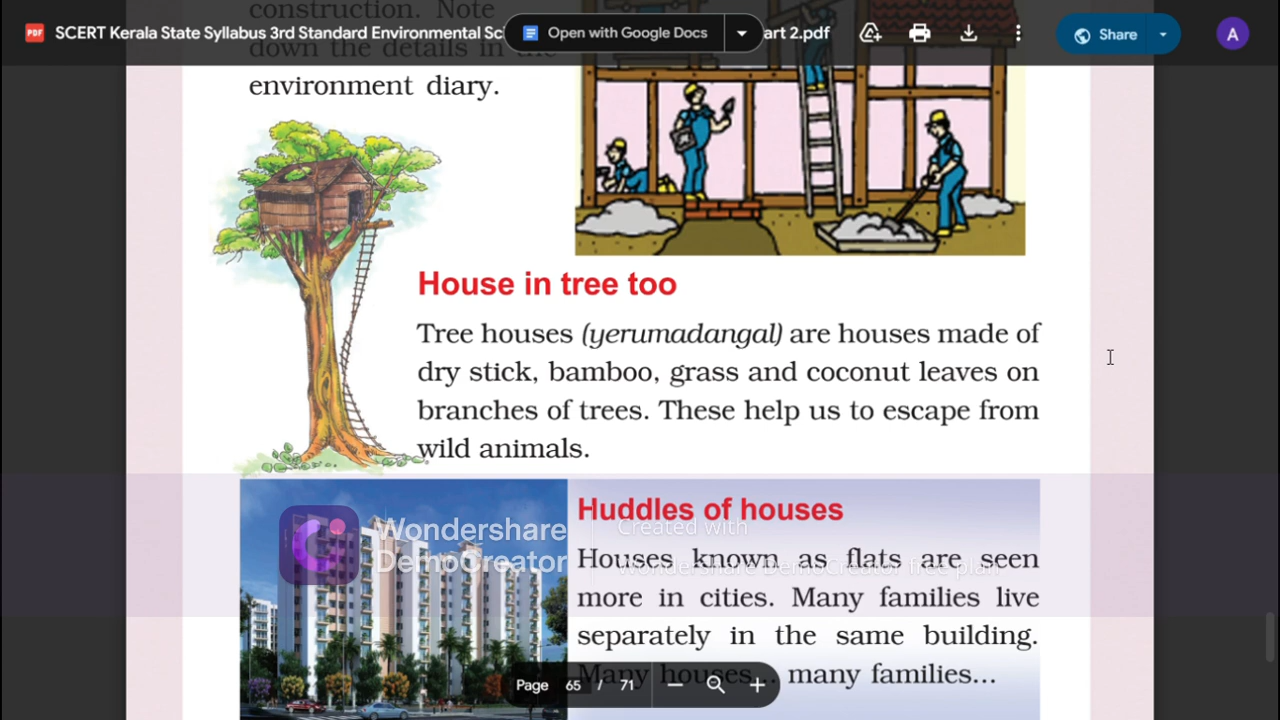 construction. Note
SCERT Kerala State Syllabus 3rd Standard Environmental Sc
Open with Google Docs
art 2.pdf
Share
A
PDF
down the details in the
environment diary.
House in tree too
Tree houses (yerumadangal) are houses made of
dry stick, bamboo, grass and coconut leaves on
branches of trees. These help us to escape from
wild animals.
Huddles of houses
Wondershare
DemoCreator
Created with
Wondershare DemoCreator free plan
Houses known as flats are seen
more in cities. Many families live
separately in the same building.
Many houses... many families...
Page 65 / 71